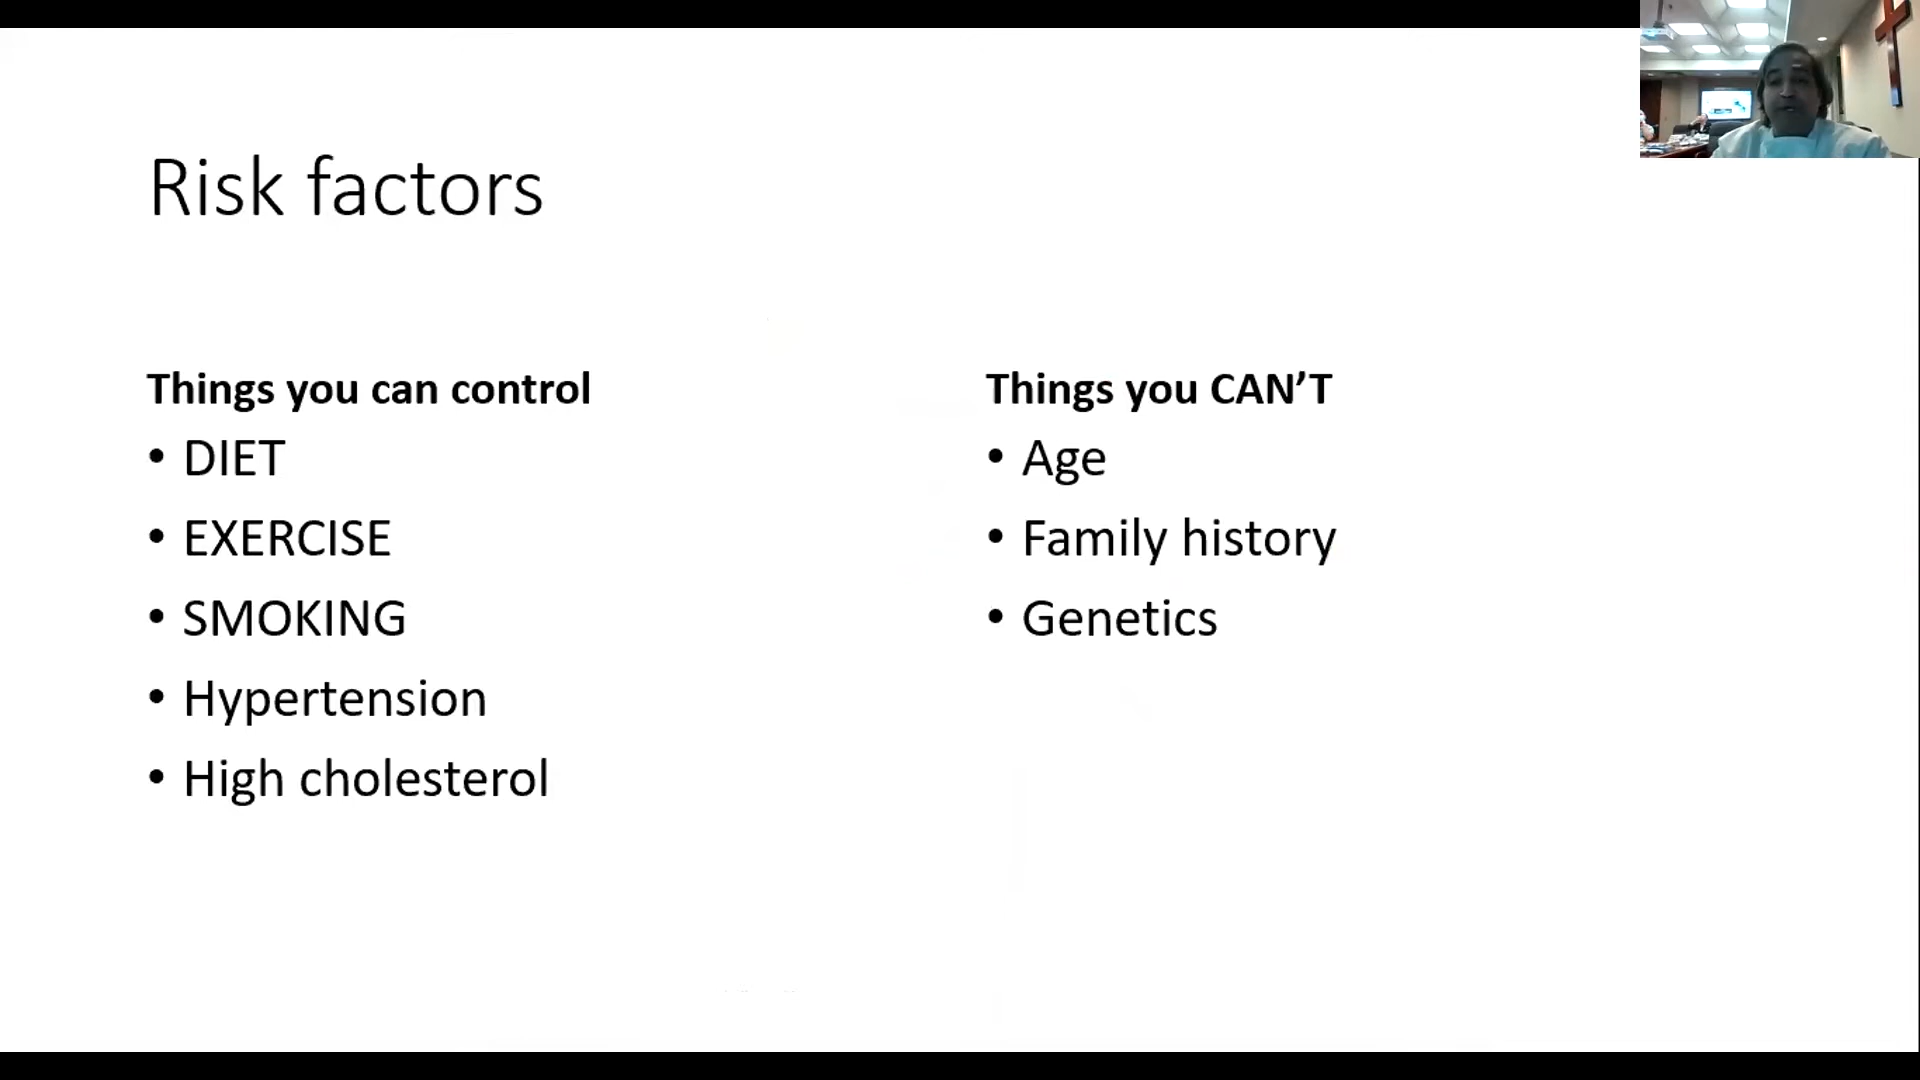 Risk factors
Things you can control
• DIET
• EXERCISE
• SMOKING
• Hypertension
• High cholesterol
Things you CAN’T
• Age
• Family history
• Genetics